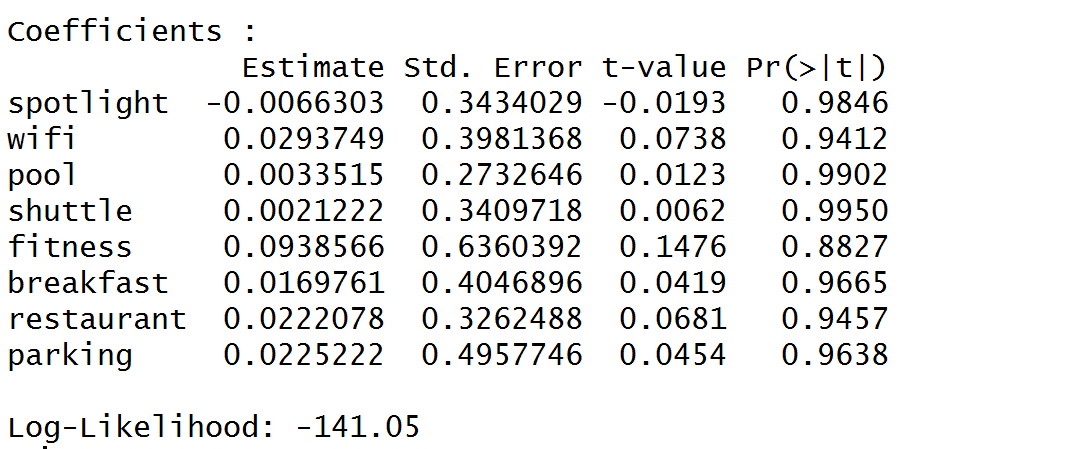 Coefficients :
Estimate Std. Error t-value Pr(>|t|)
spotlight -0.0066303 0.3434029 -0.0193 0.9846
wifi 0.0293749 0.3981368 0.0738 0.9412
pool 0.0033515 0.2732646 0.0123 0.9902
shuttle 0.0021222 0.3409718 0.0062 0.9950
fitness 0.0938566 0.6360392 0.1476 0.8827
breakfast 0.0169761 0.4046896 0.0419 0.9665
restaurant 0.0222078 0.3262488 0.0681 0.9457
parking 0.0225222 0.4957746 0.0454 0.9638
Log-Likelihood: -141.05